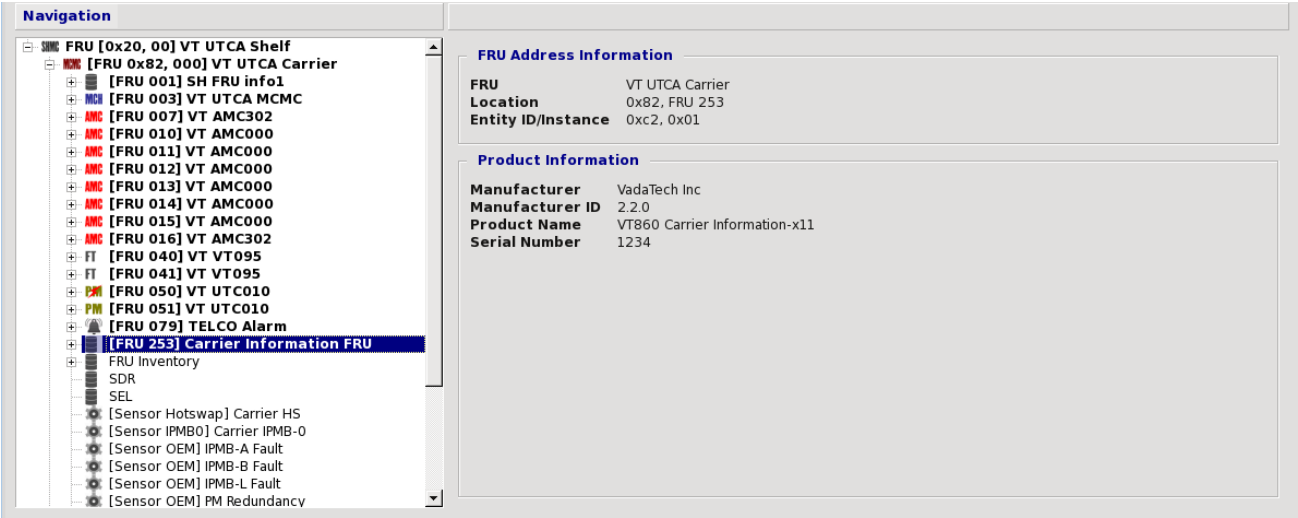 Navigation
SHMC FRU [0x20, 00] VT UTCA Shelf
MCMC [FRU 0x82, 000] VT UTCA Carrier
[FRU 001] SH FRU info1
MCH [FRU 003] VT UTCA MCMC
AMC [FRU 007] VT AMC302
AMC [FRU 010] VT AMC000
AMC [FRU 011] VT AMC000
AMC [FRU 012] VT AMC000
AMC [FRU 013] VT AMC000
AMC [FRU 014] VT AMC000
AMC [FRU 015] VT AMC000
AMC [FRU 016] VT AMC302
FT [FRU 040] VT VT095
FT [FRU 041] VT VT095
PM [FRU 050] VT UTC010
PM [FRU 051] VT UTC010
[FRU 079] TELCO Alarm
[FRU 253] Carrier Information FRU
FRU Inventory
SDR
SEL
[Sensor Hotswap] Carrier HS
[Sensor IPMB0] Carrier IPMB-0
[Sensor OEM] IPMB-A Fault
[Sensor OEM] IPMB-B Fault
[Sensor OEM] IPMB-L Fault
[Sensor OEM] PM Redundancy
FRU Address Information
FRU VT UTCA Carrier
Location 0x82, FRU 253
Entity ID/Instance 0xc2, 0x01
Product Information
Manufacturer VadaTech Inc
Manufacturer ID 2.2.0
Product Name VT860 Carrier Information-x11
Serial Number 1234